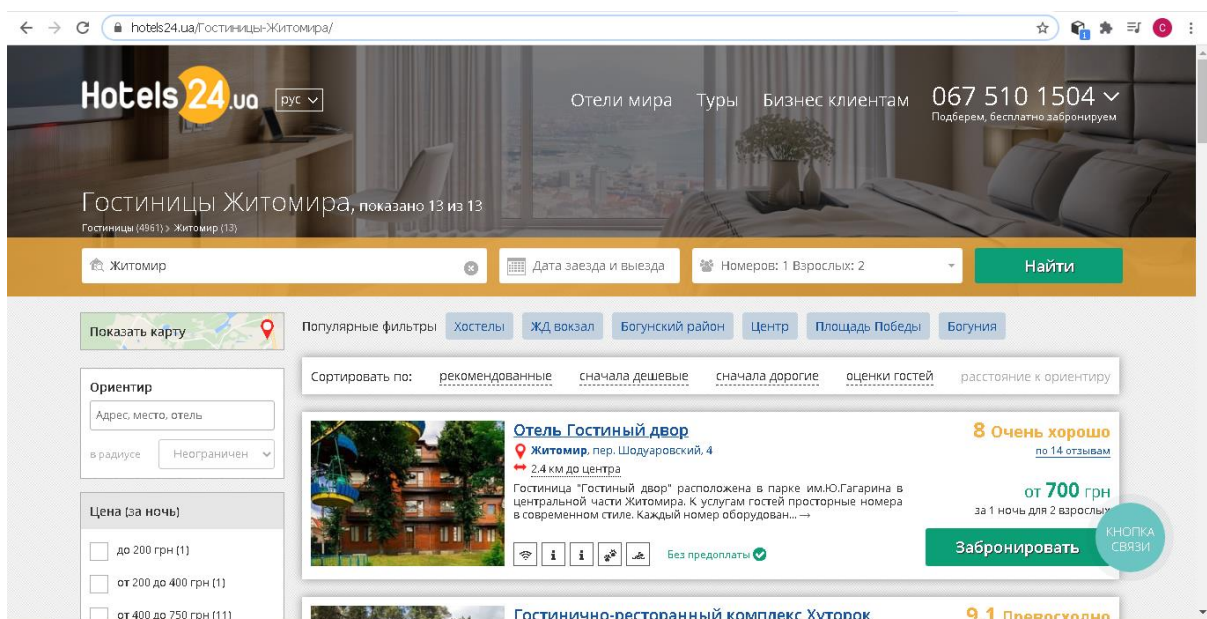 hotels24.ua/Гостиницы-Житомира/
C
1
Hotels 24.ua рус
Отели мира Туры Бизнес клиентам 067 510 1504
Подберем, бесплатно забронируем
Гостиницы Житомира, показано 13 из 13
Гостиницы (4961) > Житомир (13)
Житомир Дата заезда и выезда Номеров: 1 Взрослых: 2 Найти
Показать карту
Популярные фильтры Хостелы ЖД вокзал Богунский район Центр Площадь Победы Богуния
Сортировать по: рекомендованные сначала дешевые сначала дорогие оценки гостей расстояние к ориентиру
Ориентир
Адрес, место, отель
в радиусе Неограничен
Цена (за ночь)
до 200 грн (1)
от 200 до 400 грн (1)
от 400 до 750 грн (11)
Отель Гостиный двор
Житомир, пер. Шодуаровский, 4
2.4 км до центра
Гостиница "Гостиный двор" расположена в парке им.Ю.Гагарина в
центральной части Житомира. К услугам гостей просторные номера
в современном стиле. Каждый номер оборудован... →
Без предоплаты
8 Очень хорошо
по 14 отзывам
от 700 грн
за 1 ночь для 2 взрослых
Забронировать
КНОПКА
СВЯЗИ
Гостинично-ресторанный комплекс Хуторок
9.1 Превосходно